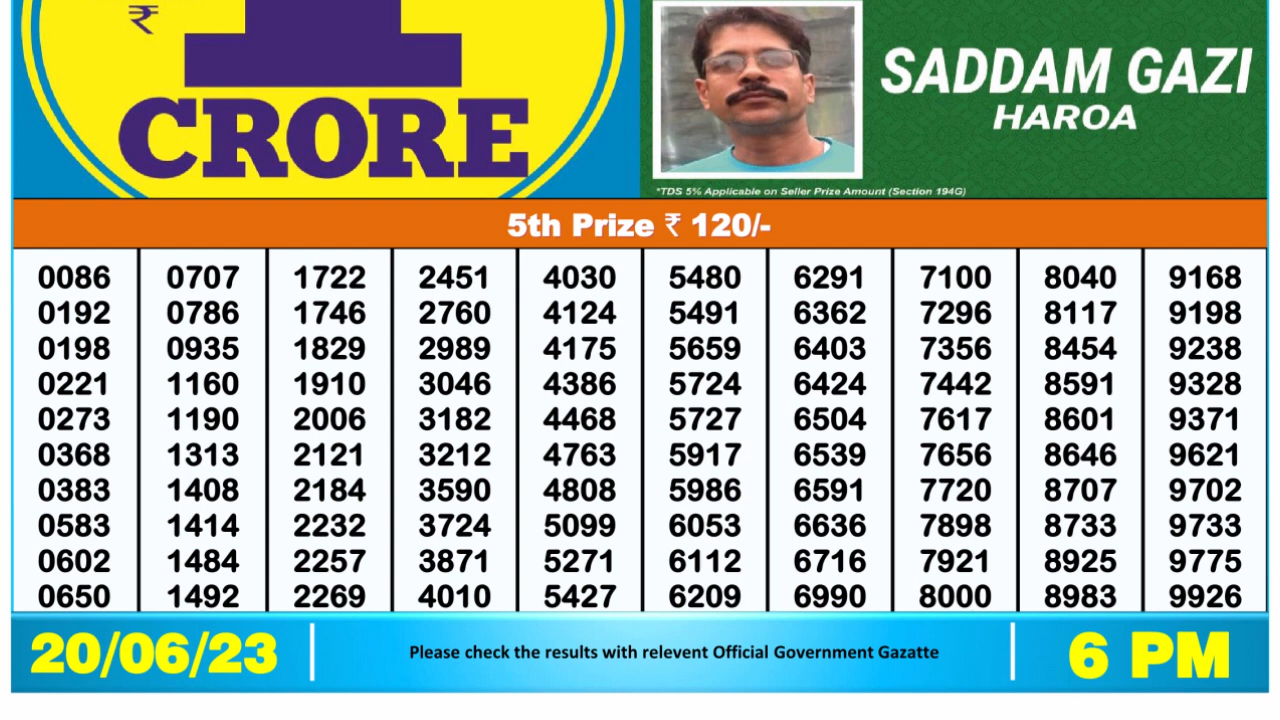 ₹ 1
CRORE
SADDAM GAZI
HAROA
*TDS 5% Applicable on Seller Prize Amount (Section 194G)
5th Prize ₹ 120/-
0086 0707 1722 2451 4030 5480 6291 7100 8040 9168
0192 0786 1746 2760 4124 5491 6362 7296 8117 9198
0198 0935 1829 2989 4175 5659 6403 7356 8454 9238
0221 1160 1910 3046 4386 5724 6424 7442 8591 9328
0273 1190 2006 3182 4468 5727 6504 7617 8601 9371
0368 1313 2121 3212 4763 5917 6539 7656 8646 9621
0383 1408 2184 3590 4808 5986 6591 7720 8707 9702
0583 1414 2232 3724 5099 6053 6636 7898 8733 9733
0602 1484 2257 3871 5271 6112 6716 7921 8925 9775
0650 1492 2269 4010 5427 6209 6990 8000 8983 9926
20/06/23 Please check the results with relevent Official Government Gazatte 6 PM